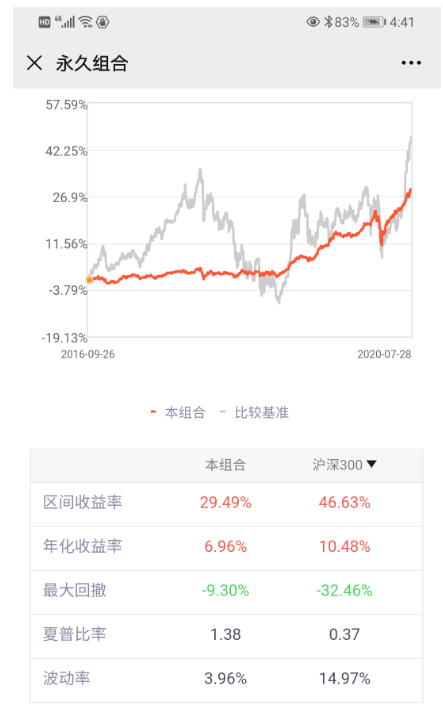 HD 83% 4:41
永久组合
57.59%
42.25%
26.9%
11.56%
-3.79%
-19.13%
2016-09-26 2020-07-28
本组合 比较基准
本组合 沪深300
区间收益率 29.49% 46.63%
年化收益率 6.96% 10.48%
最大回撤 -9.30% -32.46%
夏普比率 1.38 0.37
波动率 3.96% 14.97%